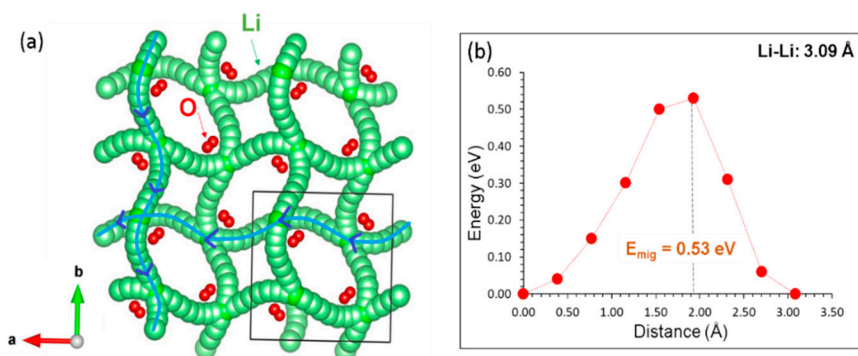 (a)
Li
O
b
a
(b)
Li-Li: 3.09 Å
0.60
0.50
0.40
0.30
0.20
0.10
0.00
Energy (eV)
E_mig = 0.53 eV
0.00 0.50 1.00 1.50 2.00 2.50 3.00 3.50
Distance (Å)